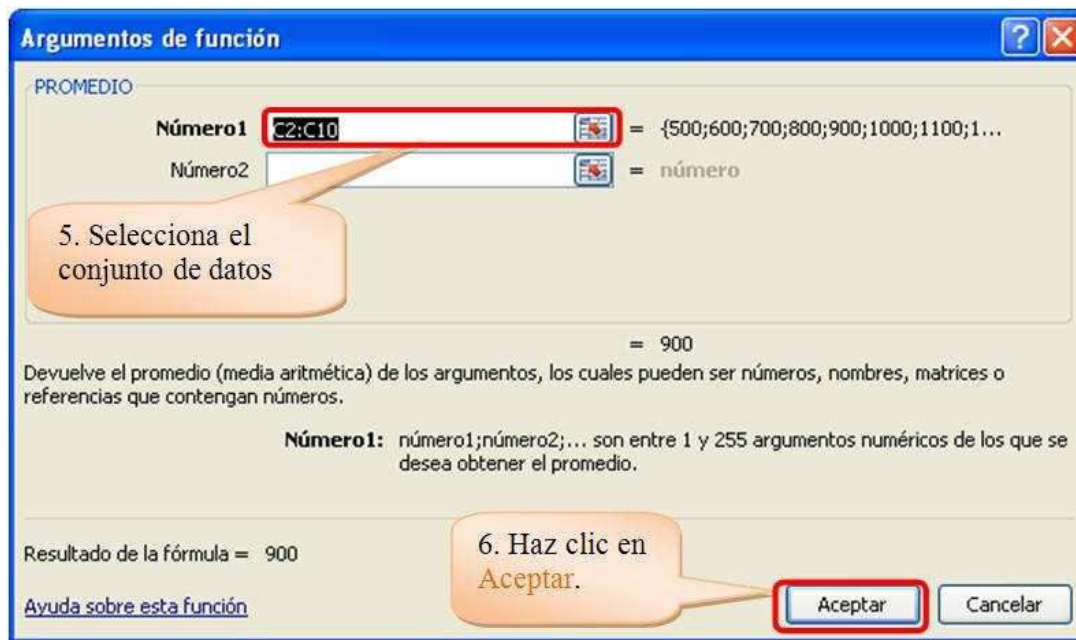 Argumentos de función
PROMEDIO
Número1 C2:C10 = {500;600;700;800;900;1000;1100;1...
Número2 = número
5. Selecciona el
conjunto de datos
= 900
Devuelve el promedio (media aritmética) de los argumentos, los cuales pueden ser números, nombres, matrices o
referencias que contengan números.
Número1: número1;número2;... son entre 1 y 255 argumentos numéricos de los que se
desea obtener el promedio.
6. Haz clic en
Aceptar.
Resultado de la fórmula = 900
Ayuda sobre esta función
Aceptar
Cancelar